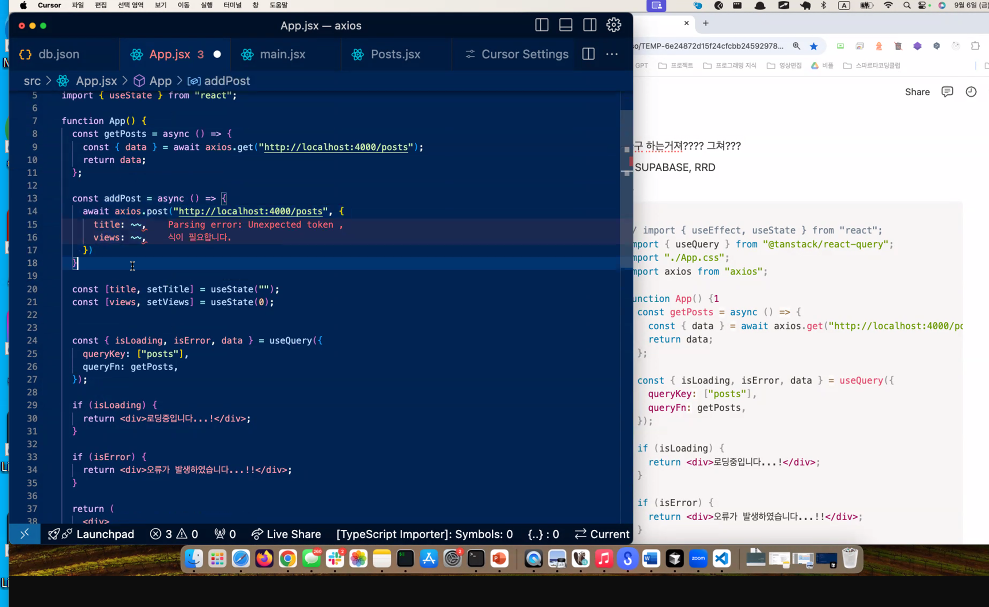 Cursor 파일 편집 선택 영역 보기 이동 실행 터미널 창 도움말
9월 6일 (금
App.jsx — axios
db.json
App.jsx 3
main.jsx
Posts.jsx
Cursor Settings
src > App.jsx > App > addPost
5 import { useState } from "react";
6
7 function App() {
8 const getPosts = async () => {
9 const { data } = await axios.get("http://localhost:4000/posts");
10 return data;
11 };
12
13 const addPost = async () => {
14 await axios.post("http://localhost:4000/posts", {
15 title: ~~, Parsing error: Unexpected token ,
16 views: ~~, 식이 필요합니다.
17 })
18 }
19
20 const [title, setTitle] = useState("");
21 const [views, setViews] = useState(0);
22
23
24 const { isLoading, isError, data } = useQuery({
25 queryKey: ["posts"],
26 queryFn: getPosts,
27 });
28
29 if (isLoading) {
30 return <div>로딩중입니다...!</div>;
31 }
32
33 if (isError) {
34 return <div>오류가 발생하였습니다...!!</div>;
35 }
36
37 return (
38 <div>
Launchpad 3 0 0 Live Share [TypeScript Importer]: Symbols: 0 {..} : 0 Current
so/TEMP-6e24872d15f24cfcbb24592978...
GPT 프로젝트 프로그래밍 지식 영상편집 비플 스마르타코딩클럽
Share
구 하는거져???? 그쳐???
SUPABASE, RRD
/ import { useEffect, useState } from "react";
mport { useQuery } from "@tanstack/react-query";
mport "./App.css";
mport axios from "axios";
unction App() {1
const getPosts = async () => {
const { data } = await axios.get("http://localhost:4000/po
return data;
};
const { isLoading, isError, data } = useQuery({
queryKey: ["posts"],
queryFn: getPosts,
});
if (isLoading) {
return <div>로딩중입니다...!</div>;
}
if (isError) {
return <div>오류가 발생하였습니다...!!</div>;
}
zoom